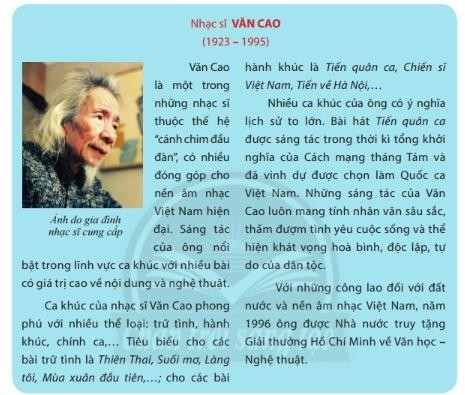 Nhạc sĩ VĂN CAO
(1923 – 1995)
Văn Cao
là một trong
những nhạc sĩ
thuộc thế hệ
“cánh chim đầu
đàn”, có nhiều
đóng góp cho
nền âm nhạc
Việt Nam hiện
đại. Sáng tác
của ông nổi
Ảnh do gia đình
nhạc sĩ cung cấp
bật trong lĩnh vực ca khúc với nhiều bài
có giá trị cao về nội dung và nghệ thuật.
Ca khúc của nhạc sĩ Văn Cao phong
phú với nhiều thể loại: trữ tình, hành
khúc, chính ca,… Tiêu biểu cho các
bài trữ tình là Thiên Thai, Suối mơ, Làng
tôi, Mùa xuân đầu tiên,…; cho các bài
hành khúc là Tiến quân ca, Chiến sĩ
Việt Nam, Tiến về Hà Nội,…
Nhiều ca khúc của ông có ý nghĩa
lịch sử to lớn. Bài hát Tiến quân ca
được sáng tác trong thời kì tổng khởi
nghĩa của Cách mạng tháng Tám và
đã vinh dự được chọn làm Quốc ca
Việt Nam. Những sáng tác của Văn
Cao luôn mang tính nhân văn sâu sắc,
thấm đượm tình yêu cuộc sống và thể
hiện khát vọng hoà bình, độc lập, tự
do của dân tộc.
Với những công lao đối với đất
nước và nền âm nhạc Việt Nam, năm
1996 ông được Nhà nước truy tặng
Giải thưởng Hồ Chí Minh về Văn học –
Nghệ thuật.
Chân trời sáng tạo